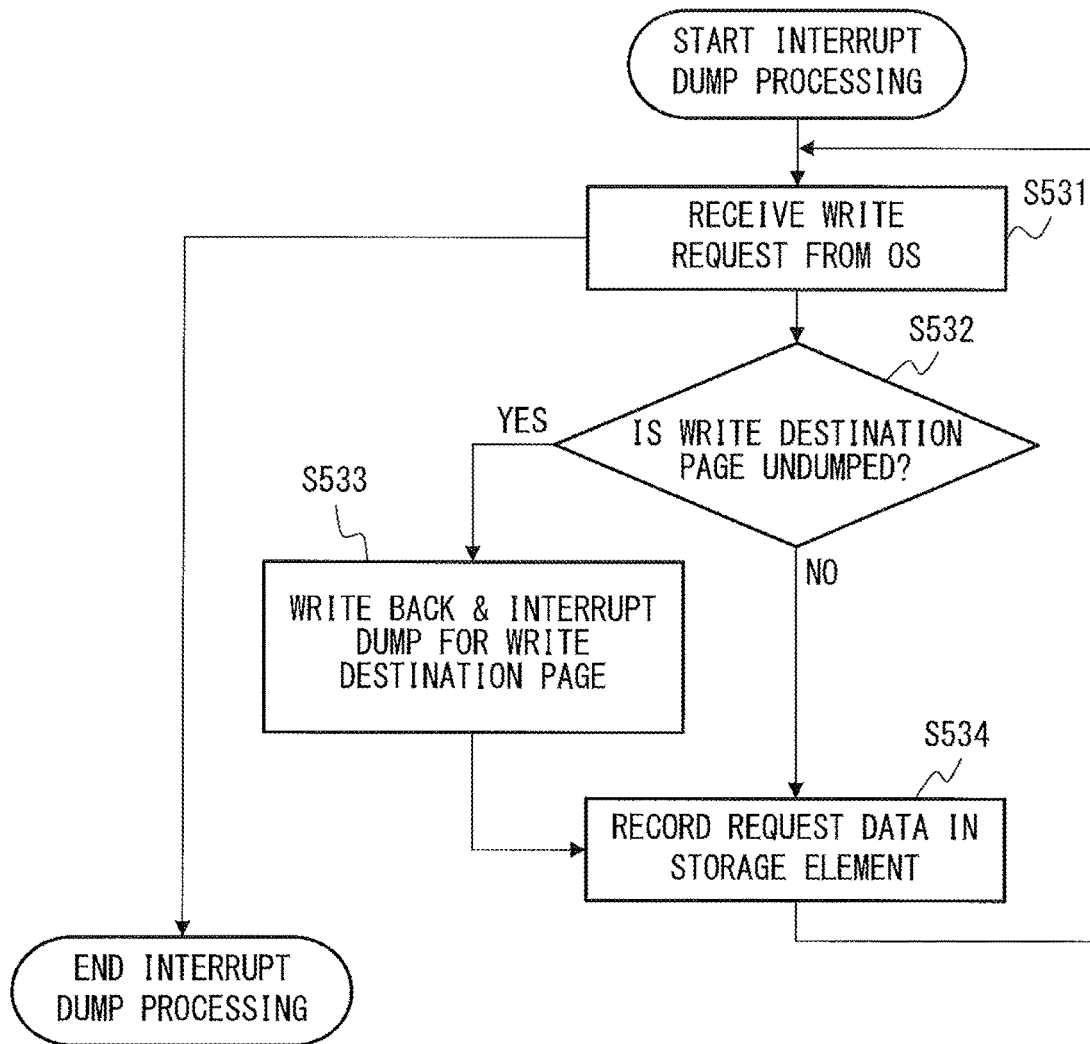 START INTERRUPT
DUMP PROCESSING
S531
RECEIVE WRITE
REQUEST FROM OS
S532
YES
IS WRITE DESTINATION
PAGE UNDUMPED?
S533
NO
WRITE BACK & INTERRUPT
DUMP FOR WRITE
DESTINATION PAGE
S534
RECORD REQUEST DATA IN
STORAGE ELEMENT
END INTERRUPT
DUMP PROCESSING